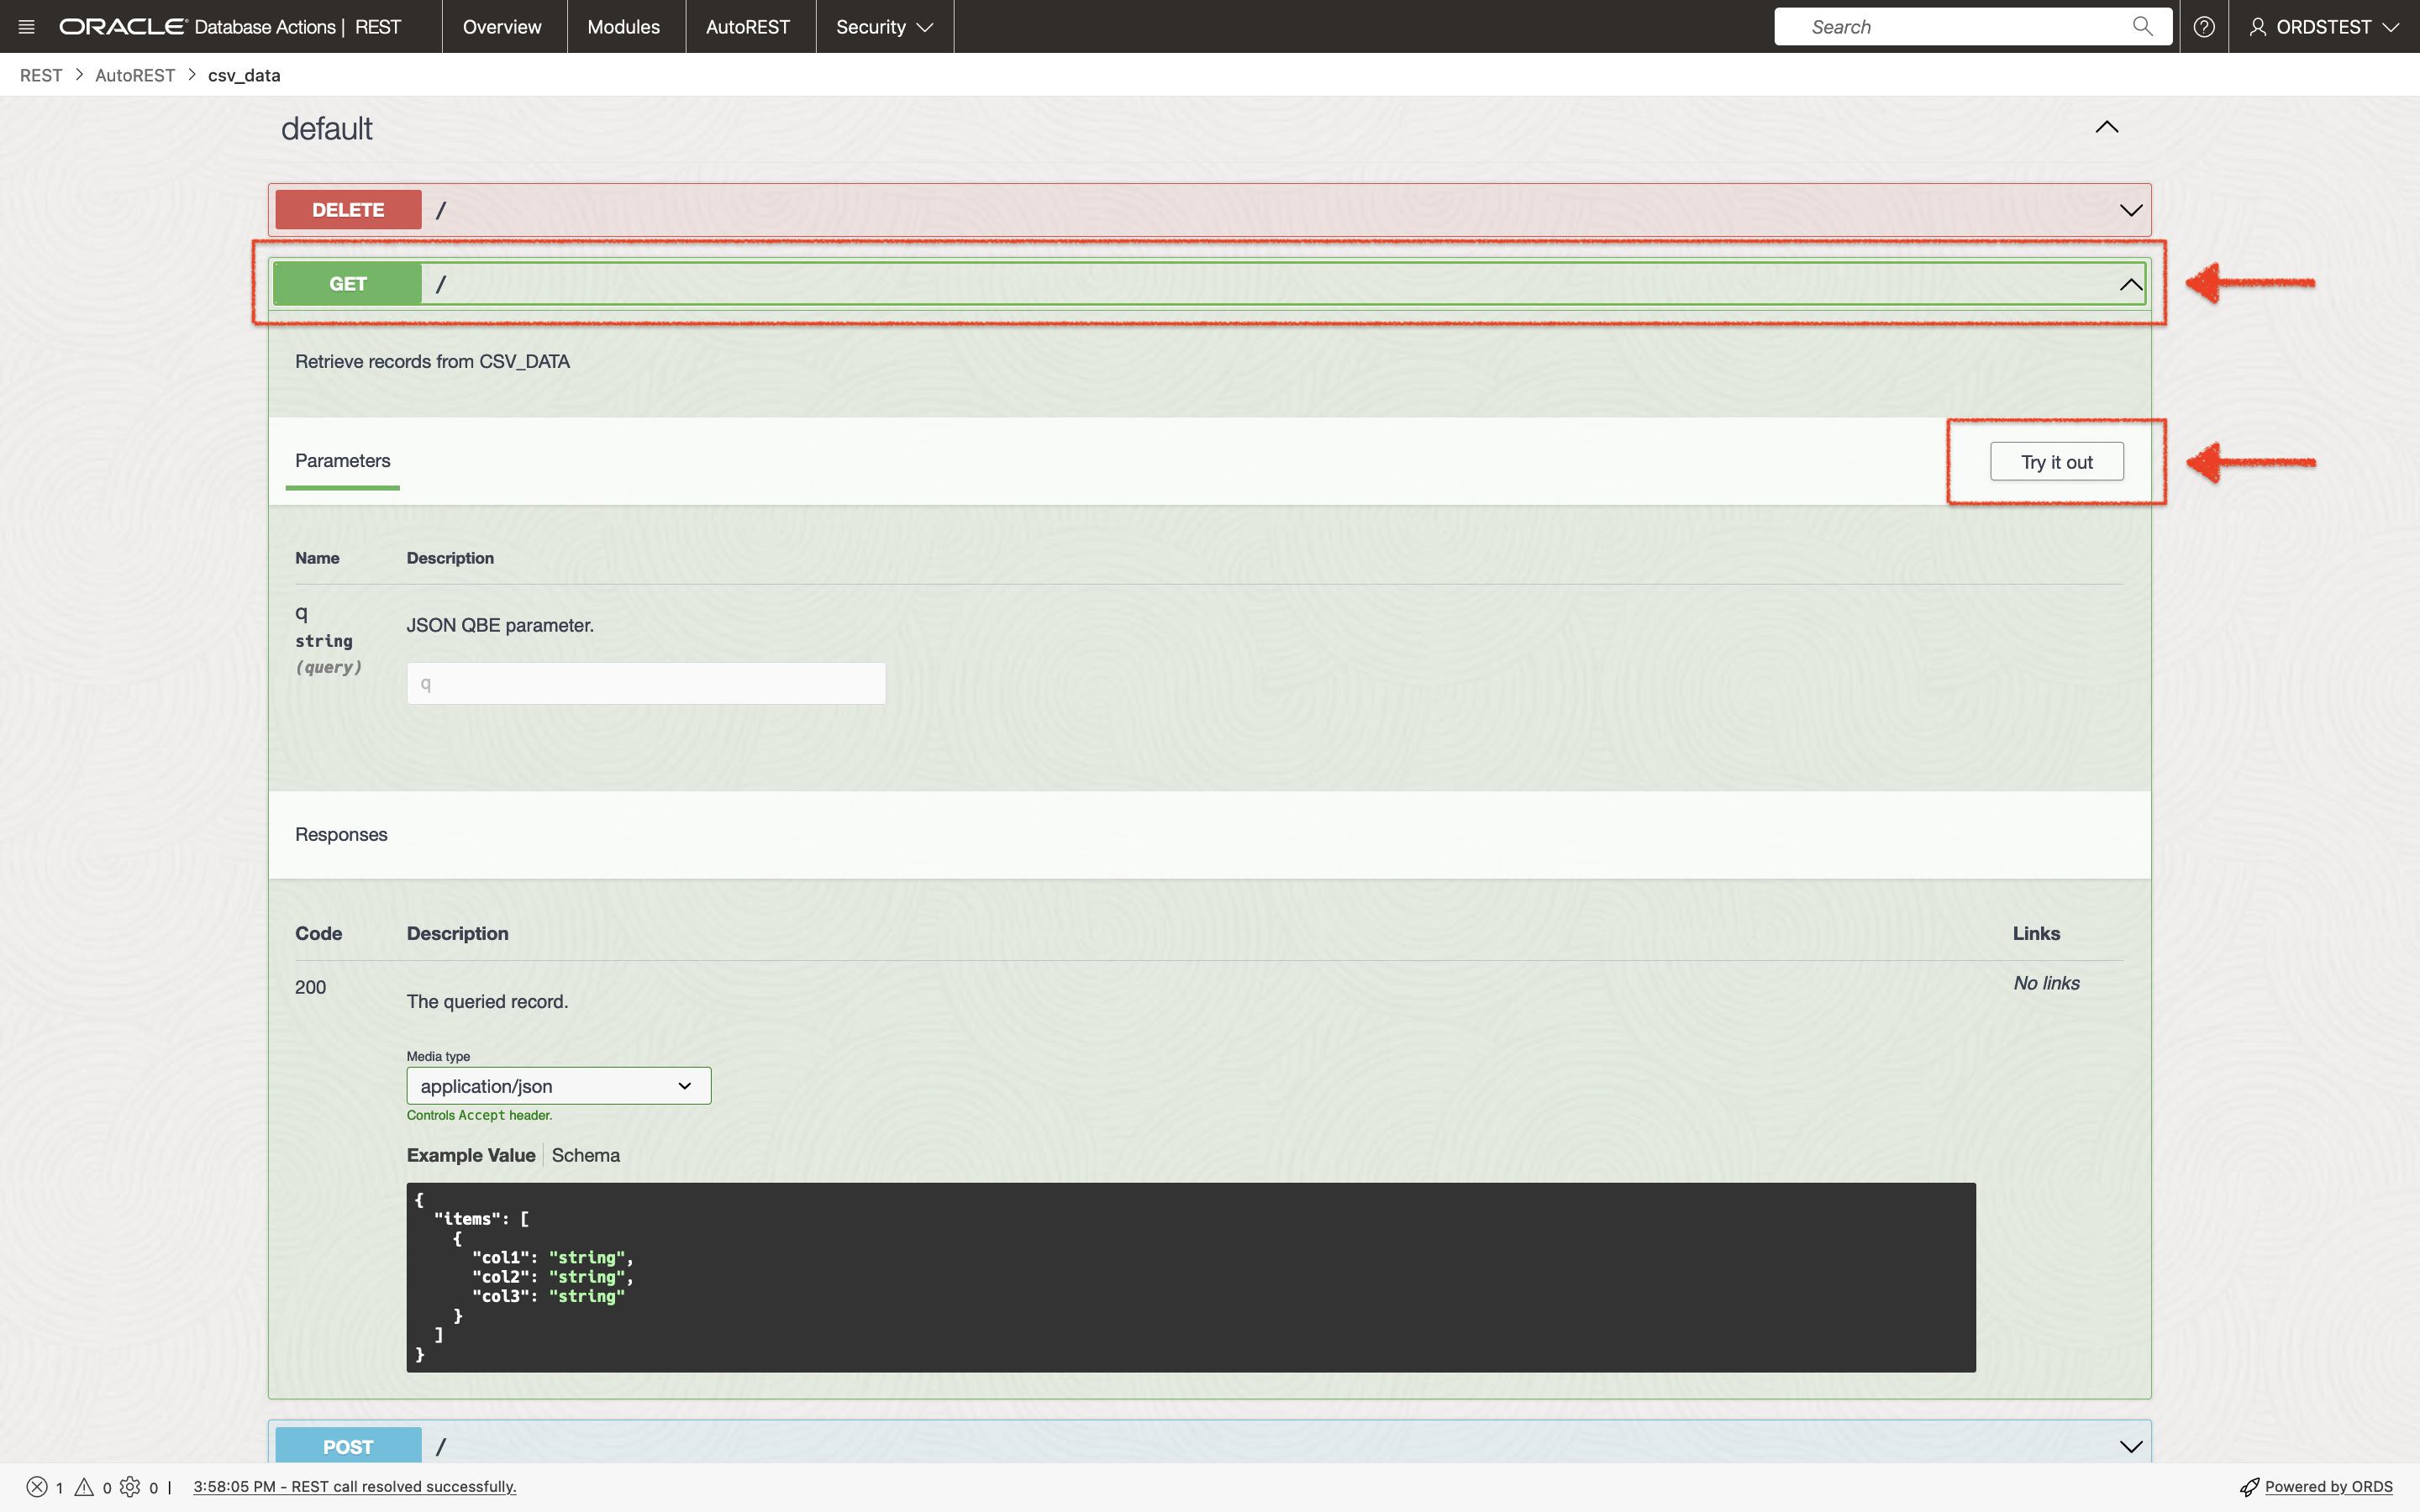 ORACLE Database Actions | REST Overview Modules AutoREST Security Search ORDSTEST
REST > AutoREST > csv_data
default
DELETE /
GET /
Retrieve records from CSV_DATA
Parameters Try it out
Name Description
q
string
(query)
JSON QBE parameter.
q
Responses
Code Description Links
200 The queried record. No links
Media type
application/json
Controls Accept header.
Example Value Schema
{
"items": [
{
"col1": "string",
"col2": "string",
"col3": "string"
}
]
}
POST /
1 0 0 | 3:58:05 PM - REST call resolved successfully. Powered by ORDS